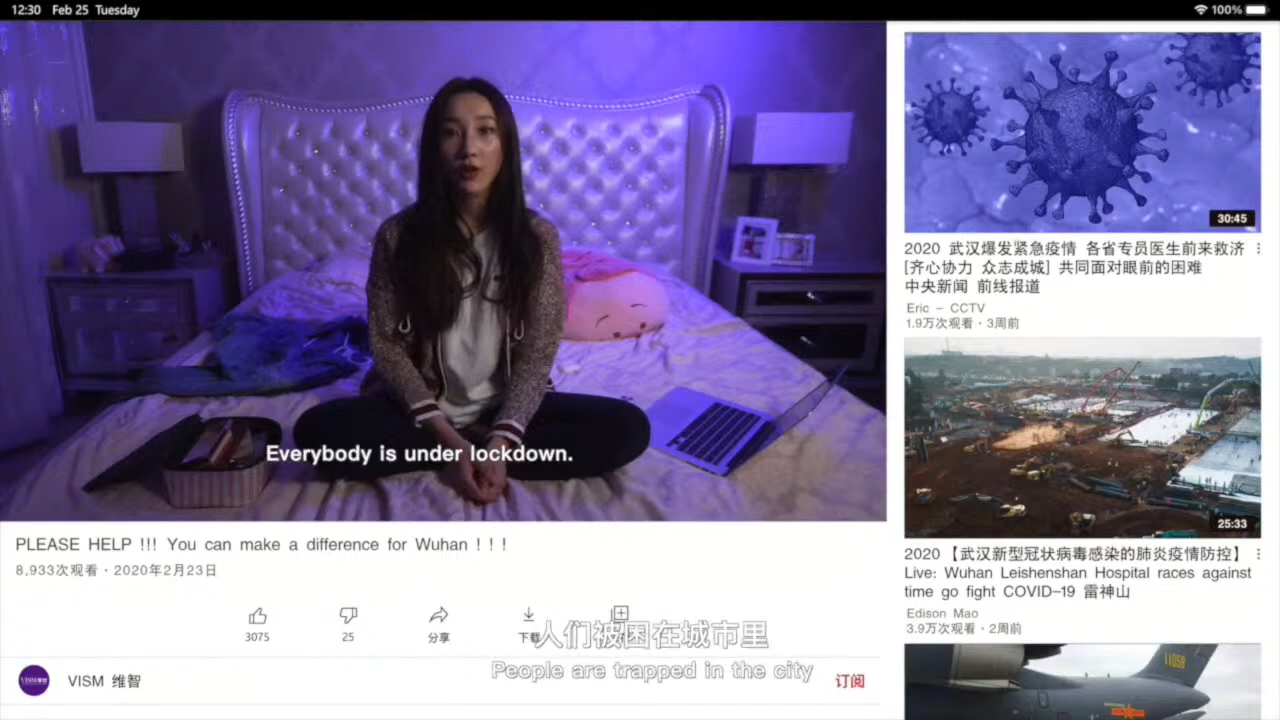 12:30 Feb 25 Tuesday
100%
Everybody is under lockdown.
PLEASE HELP !!! You can make a difference for Wuhan ! ! !
8,933次观看 · 2020年2月23日
3075
25
分享
下载
人们被困在城市里
People are trapped in the city
VISM 维智
订阅
30:45
2020 武汉爆发紧急疫情 各省专员医生前来救济
[齐心协力 众志成城] 共同面对眼前的困难
中央新闻 前线报道
Eric – CCTV
1.9万次观看 · 3周前
25:33
2020 【武汉新型冠状病毒感染的肺炎疫情防控】
Live: Wuhan Leishenshan Hospital races against
time go fight COVID-19 雷神山
Edison Mao
3.9万次观看 · 2周前
11058